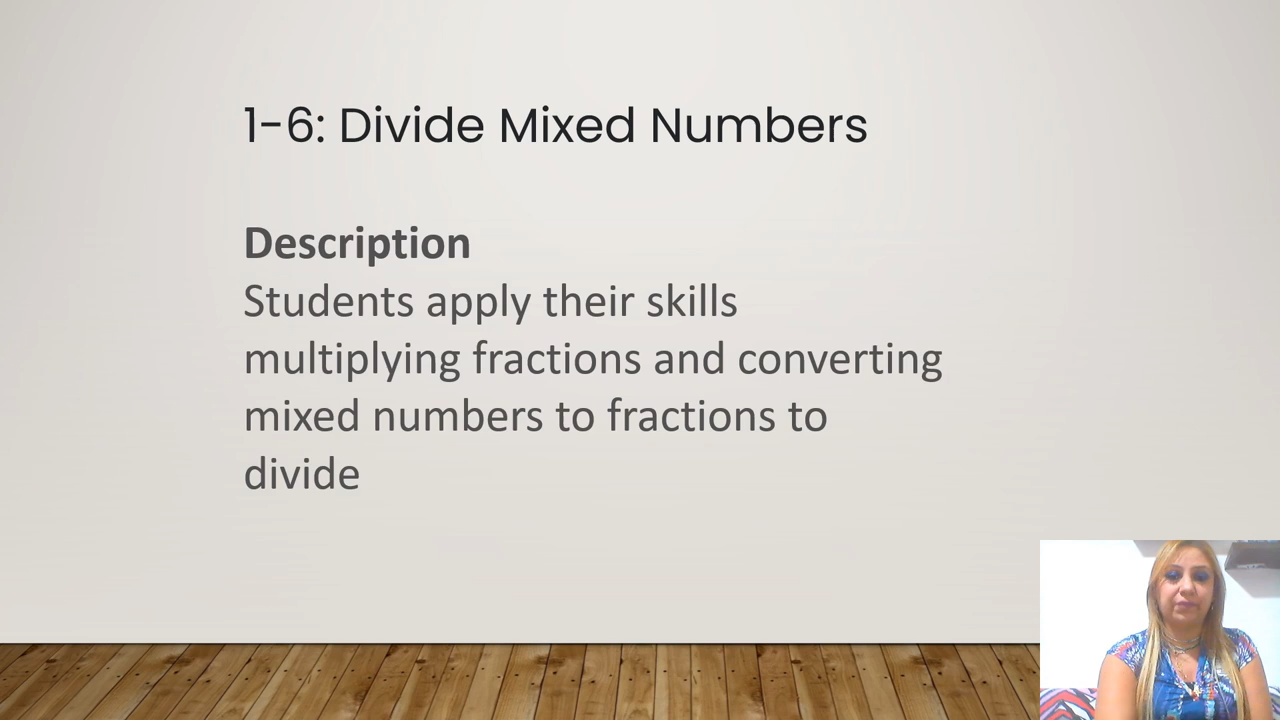 1-6: Divide Mixed Numbers
Description
Students apply their skills
multiplying fractions and converting
mixed numbers to fractions to
divide